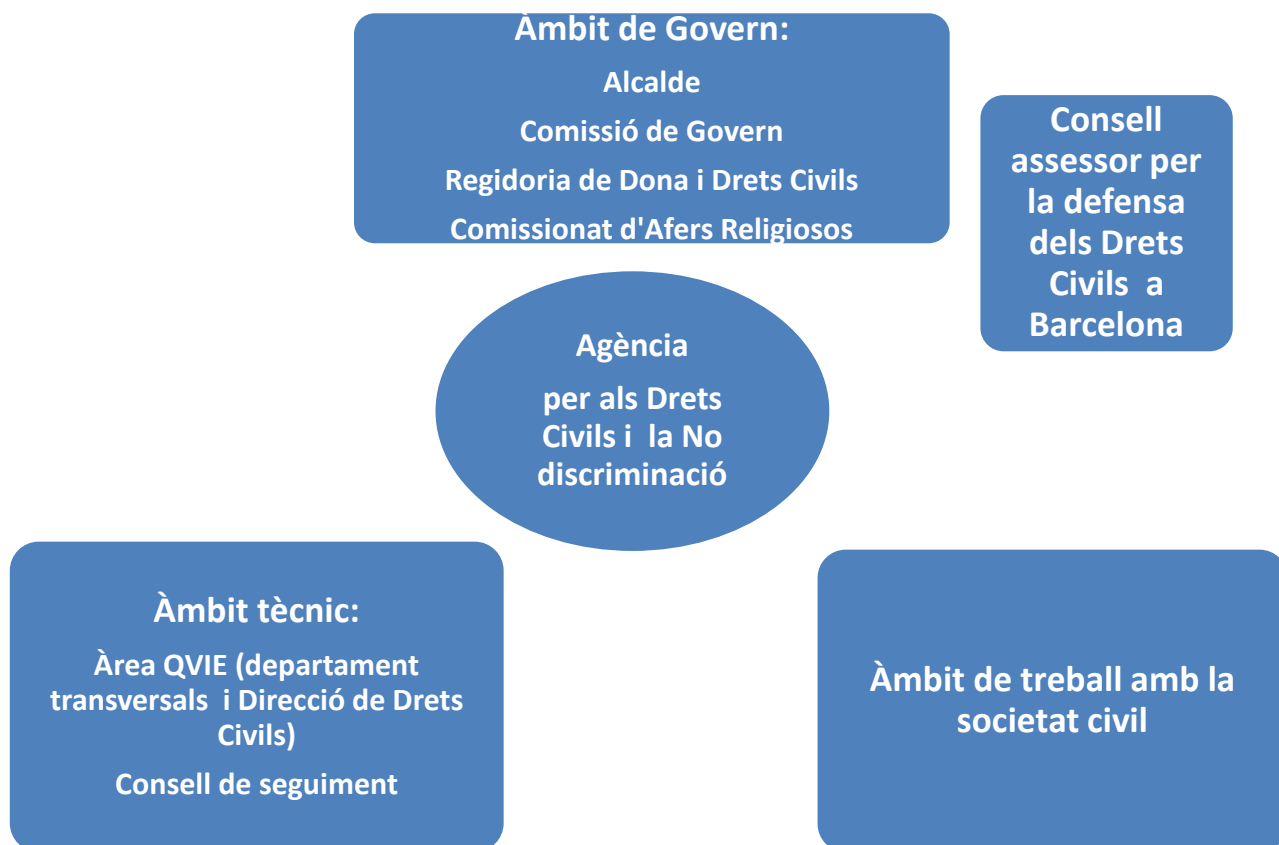 Àmbit de Govern:
Alcalde
Comissió de Govern
Regidoria de Dona i Drets Civils
Comissionat d'Afers Religiosos
Consell
assessor per
la defensa
dels Drets
Civils a
Barcelona
Agència
per als Drets
Civils i la No
discriminació
Àmbit tècnic:
Àrea QVIE (departament
transversals i Direcció de Drets
Civils)
Consell de seguiment
Àmbit de treball amb la
societat civil